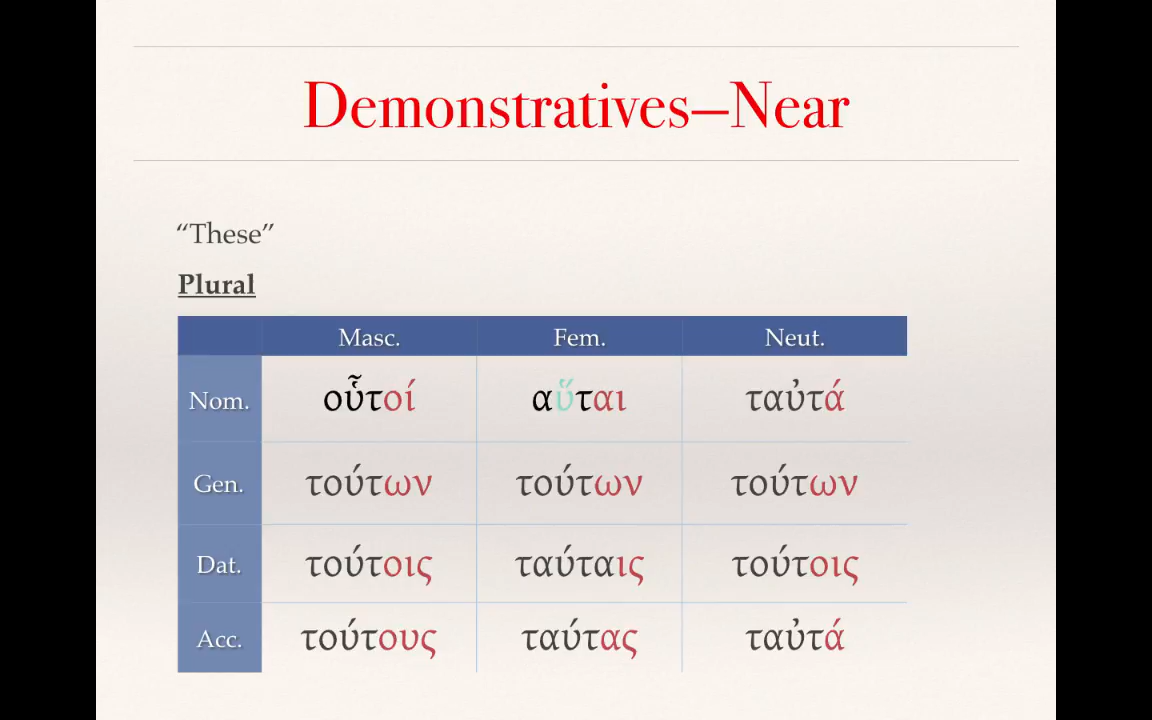 Demonstratives—Near
“These”
Plural
Masc. Fem. Neut.
Nom. οὗτοί αὕται ταὐτά
Gen. τούτων τούτων τούτων
Dat. τούτοις ταύταις τούτοις
Acc. τούτους ταύτας ταὐτά